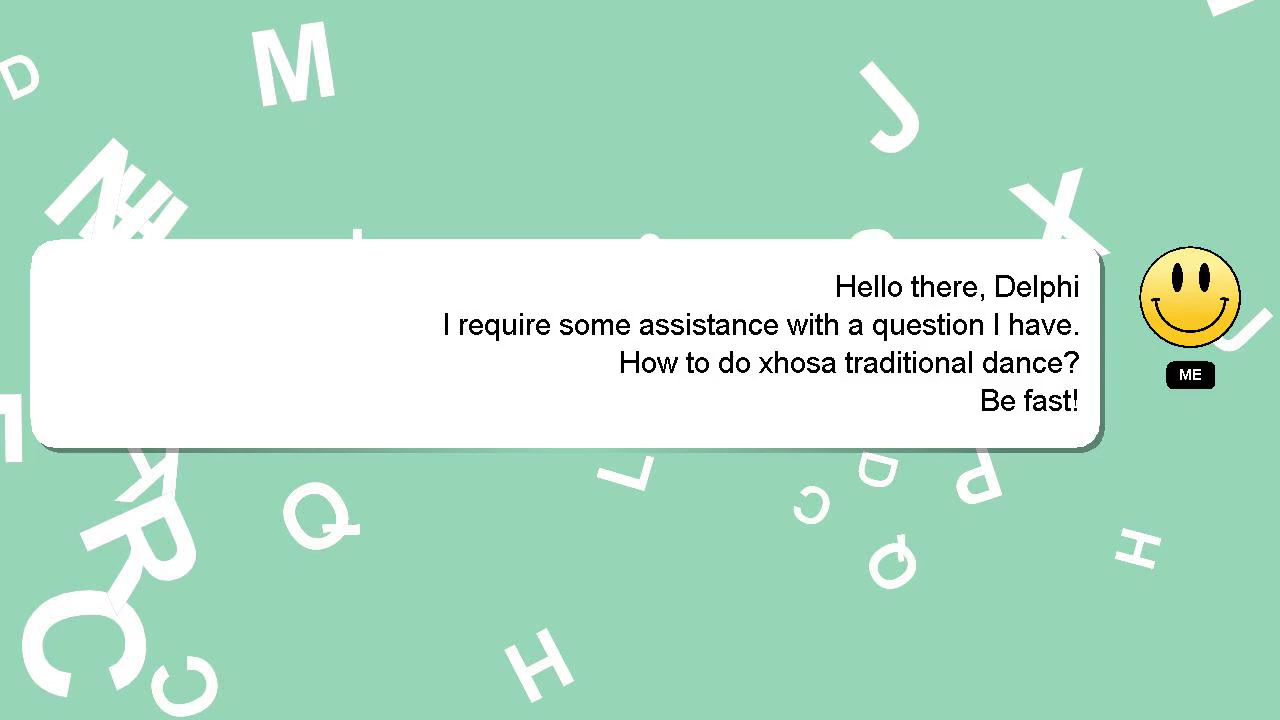 Hello there, Delphi
I require some assistance with a question I have.
How to do xhosa traditional dance?
Be fast!
ME